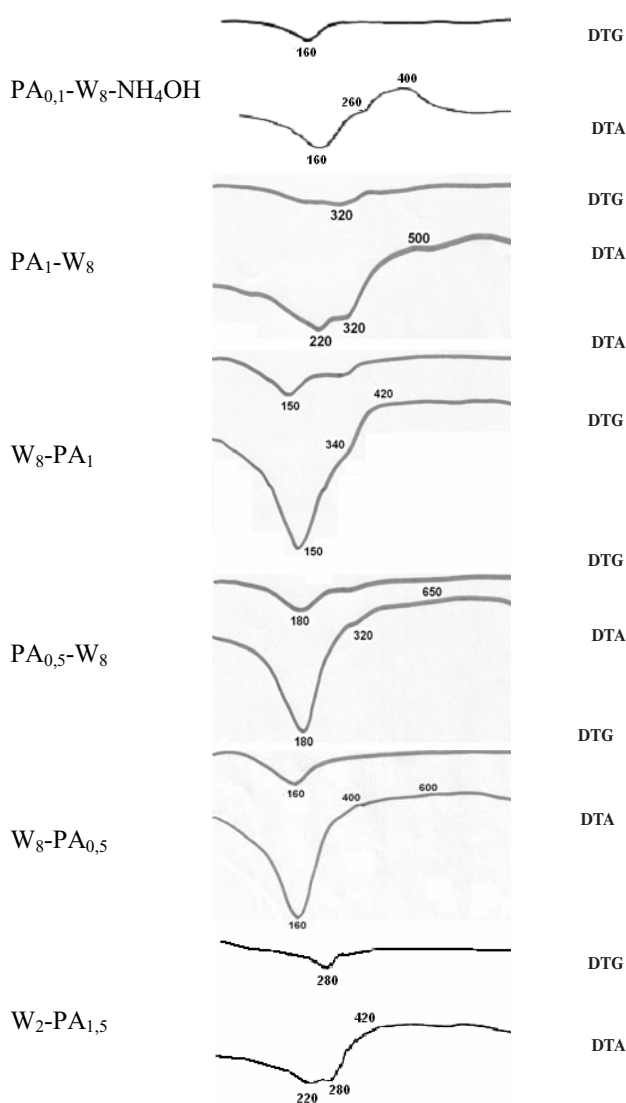 DTG
160
PA0,1-W8-NH4OH
400
260
DTA
160
DTG
320
500
DTA
PA1-W8
320
220
DTA
150
420
DTG
340
W8-PA1
150
DTG
650
180
320
DTA
PA0,5-W8
180
DTG
160
400
600
DTA
W8-PA0,5
160
DTG
280
W2-PA1,5
420
DTA
280
220